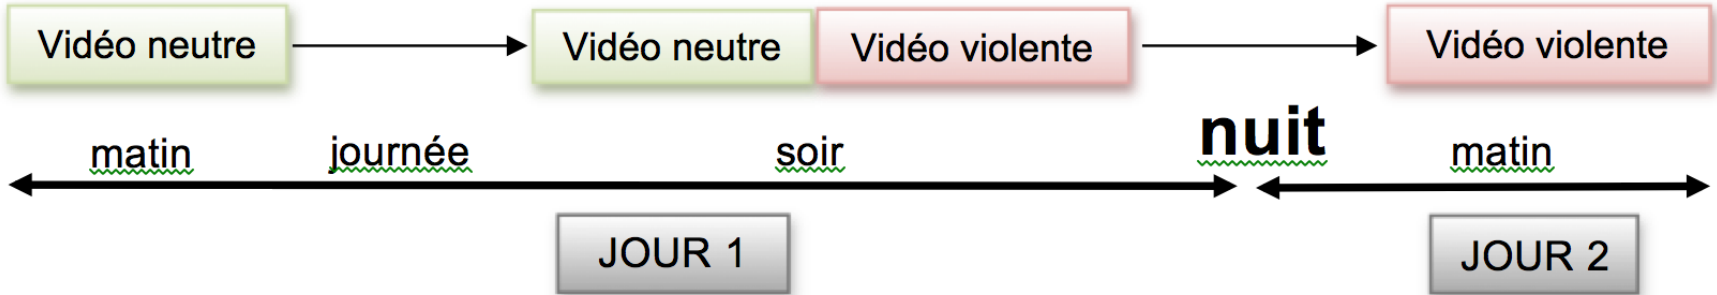 Vidéo neutre Vidéo neutre Vidéo violente Vidéo violente
matin journée soir nuit matin
JOUR 1 JOUR 2